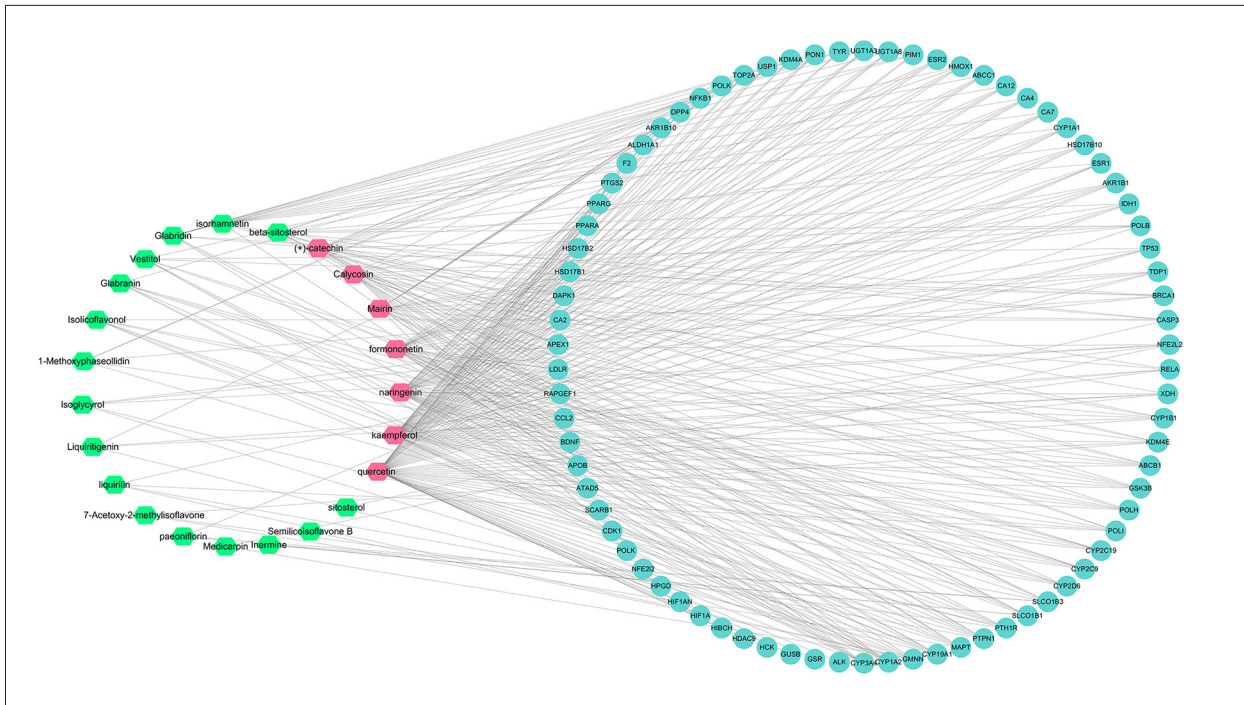 isorhamnetin
beta-sitosterol
Glabridin
(+)-catechin
Vestitol
Calycosin
Glabranin
Mairin
Isolicoflavonol
formononetin
1-Methoxyphaseollidin
naringenin
Isoglycyrol
kaempferol
Liquiritigenin
quercetin
liquiritin
sitosterol
7-Acetoxy-2-methylisoflavone
Semilicoisoflavone B
paeoniflorin
Medicarpin
Inermine
TYR
UGT1A3
UGT1A8
PIM1
ESR2
HMOX1
ABCC1
CA12
CA4
CA7
CYP1A1
HSD17B10
ESR1
AKR1B1
IDH1
POLB
TP53
TDP1
BRCA1
CASP3
NFE2L2
RELA
XDH
CYP1B1
KDM4E
ABCB1
GSK3B
POLH
POLI
CYP2C19
CYP2C9
CYP2D6
SLCO1B3
SLCO1B1
PTH1R
PTPN1
MAPT
CYP19A1
GMNN
CYP1A2
CYP3A4
ALK
GSR
GUSB
HCK
HDAC9
HIBCH
HIF1A
HIF1AN
HPGD
NFE2l2
POLK
CDK1
SCARB1
ATAD5
APOB
BDNF
CCL2
RAPGEF1
LDLR
APEX1
CA2
DAPK1
HSD17B1
HSD17B2
PPARA
PPARG
PTGS2
F2
ALDH1A1
AKR1B10
DPP4
NFKB1
POLK
TOP2A
USP1
KDM4A
PON1